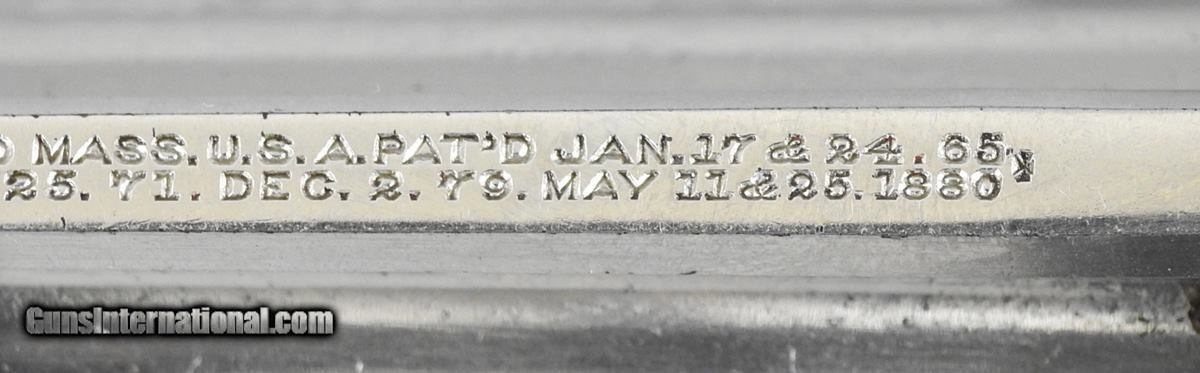 MASS. U.S.A. PAT'D JAN. 17 & 24. 65.
25. 71. DEC. 2. 79. MAY 11 & 25. 1880
GunsInternational.com